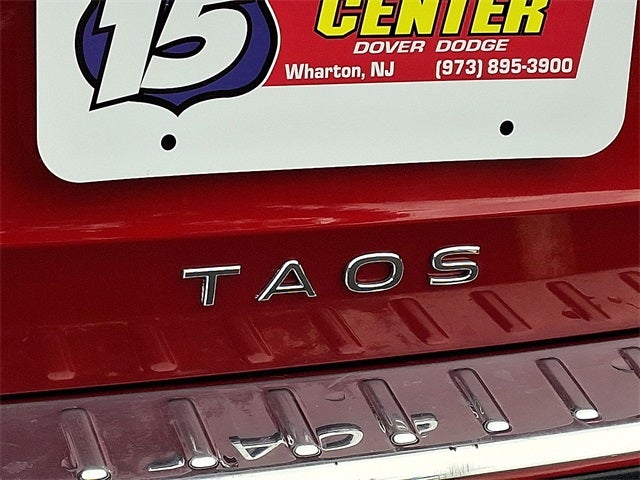 15
CENTER
DOVER DODGE
Wharton, NJ (973) 895-3900
TAOS